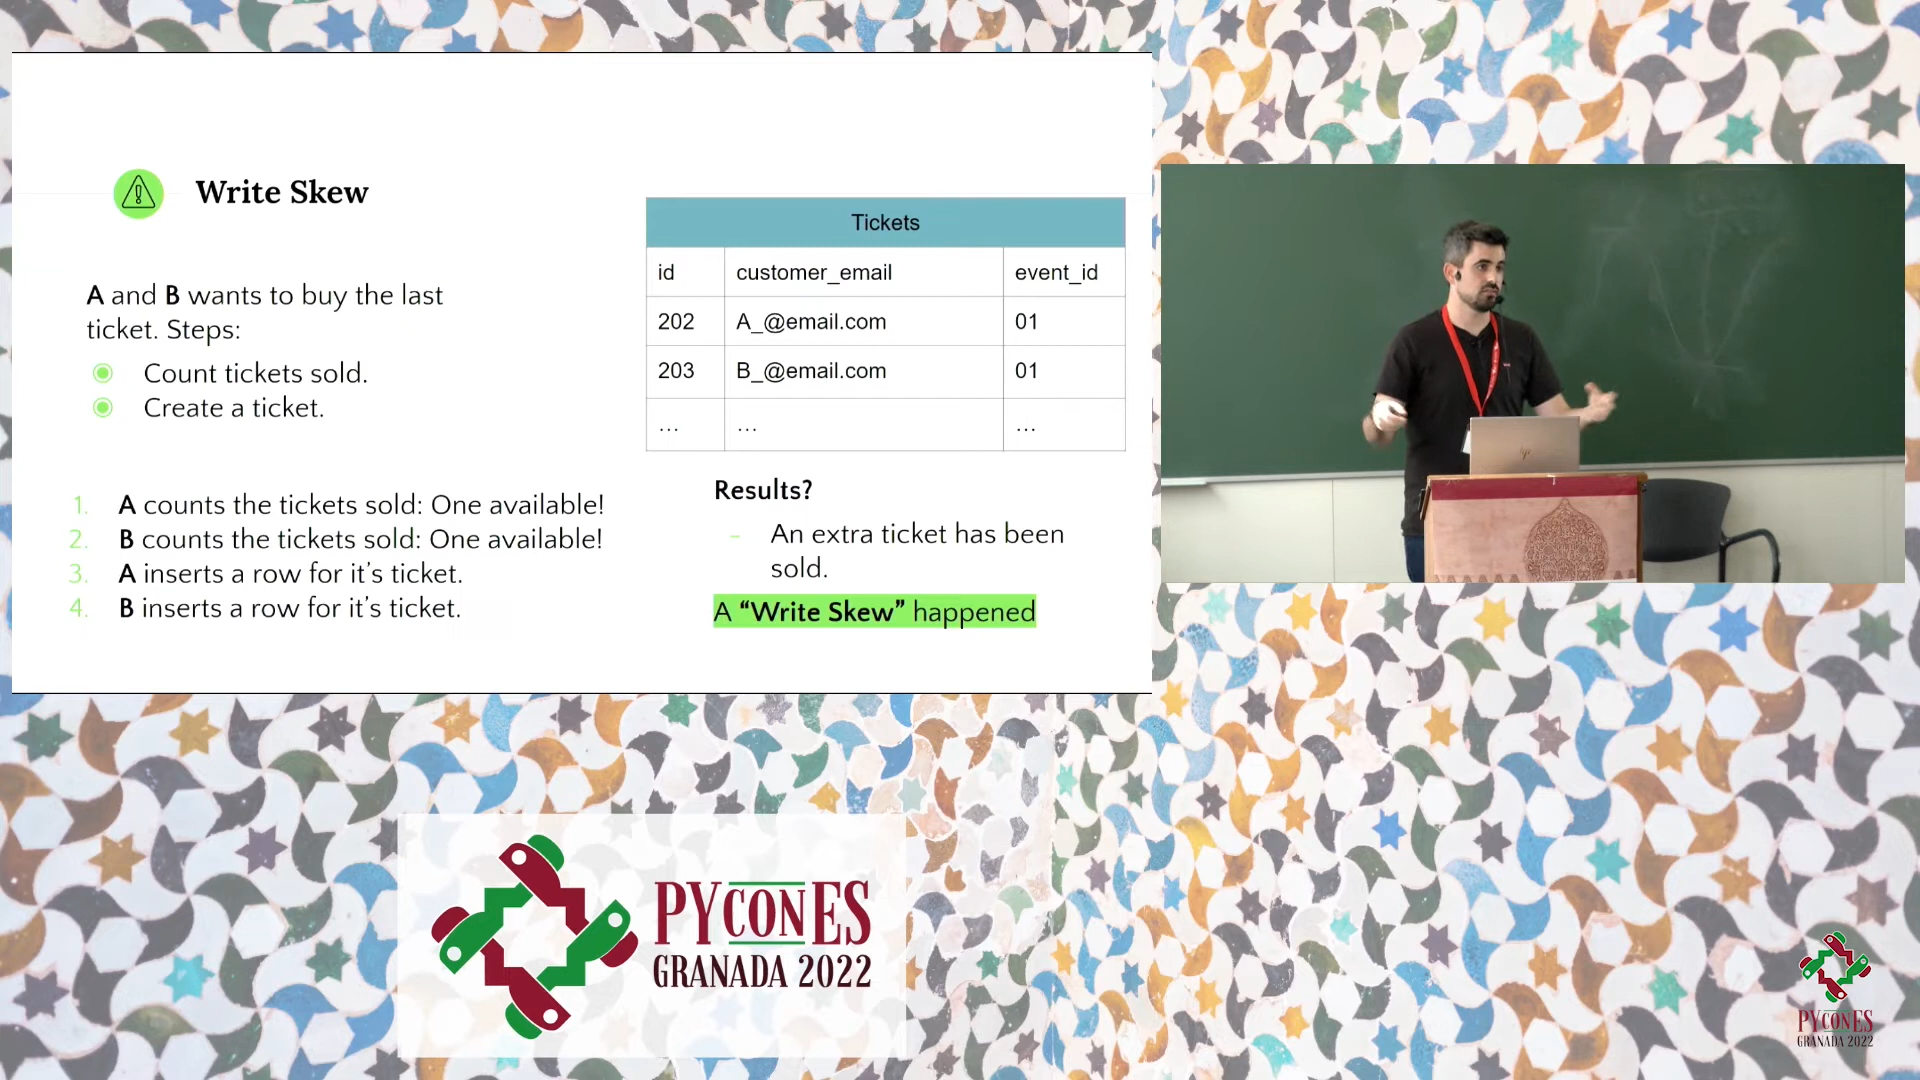 Write Skew
A and B wants to buy the last
ticket. Steps:
Count tickets sold.
Create a ticket.
1. A counts the tickets sold: One available!
2. B counts the tickets sold: One available!
3. A inserts a row for it’s ticket.
4. B inserts a row for it’s ticket.
Tickets
id customer_email event_id
202 A_@email.com 01
203 B_@email.com 01
... ... ...
Results?
- An extra ticket has been
sold.
A “Write Skew” happened
PYCONES
GRANADA 2022
PYCONES
GRANADA 2022